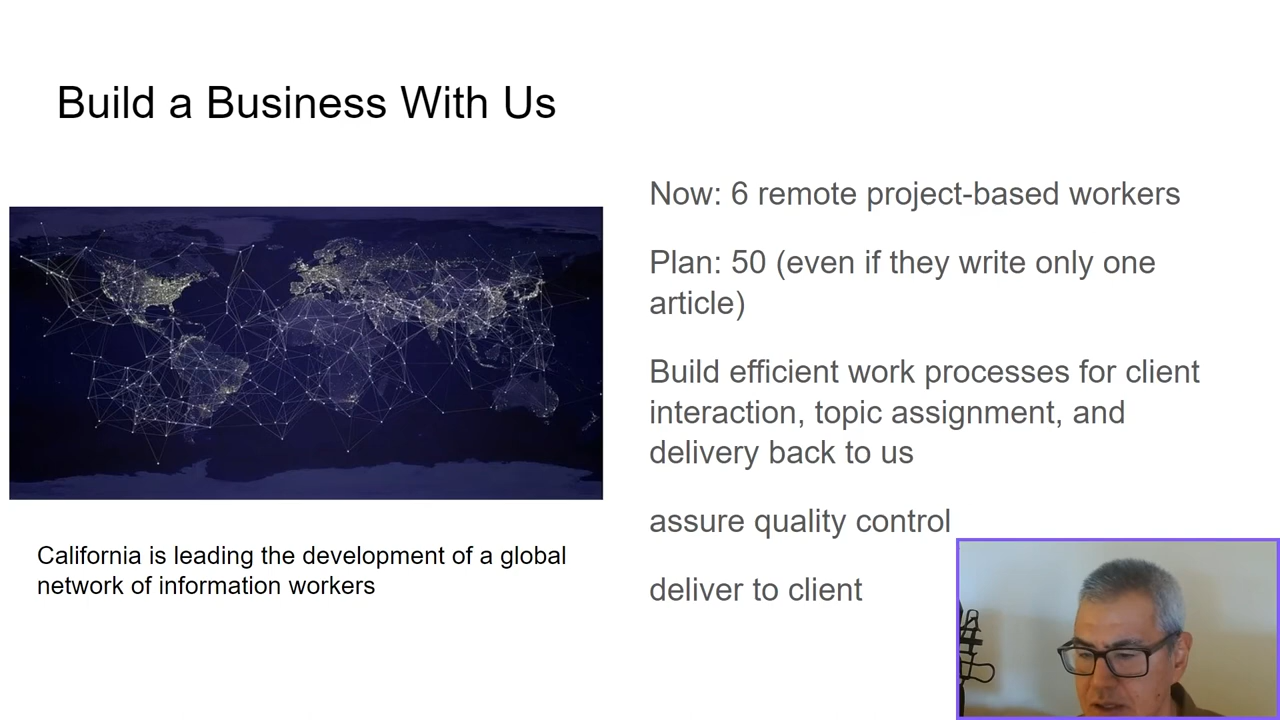 Build a Business With Us
Now: 6 remote project-based workers
Plan: 50 (even if they write only one
article)
Build efficient work processes for client
interaction, topic assignment, and
delivery back to us
assure quality control
deliver to client
California is leading the development of a global
network of information workers